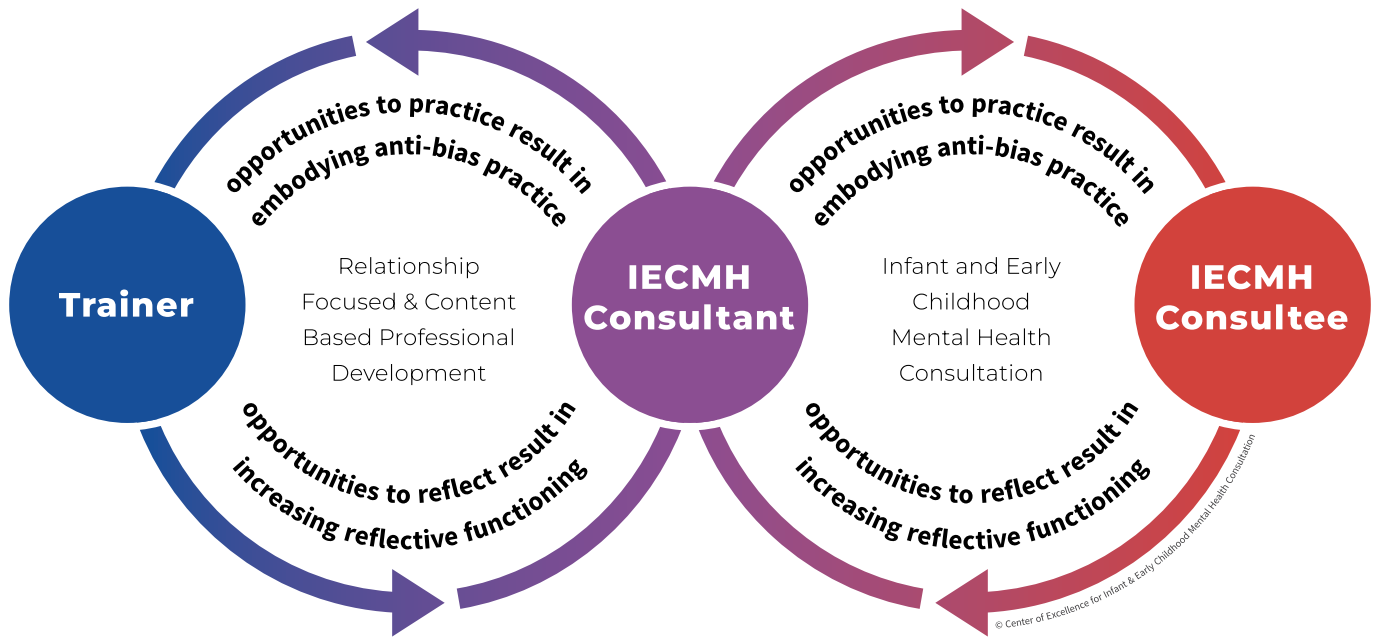 opportunities to practice result in
embodying anti-bias practice
opportunities to practice result in
embodying anti-bias practice
Trainer
Relationship
Focused & Content
Based Professional
Development
IECMH
Consultant
Infant and Early
Childhood
Mental Health
Consultation
IECMH
Consultee
opportunities to reflect result in
increasing reflective functioning
opportunities to reflect result in
increasing reflective functioning
© Center of Excellence for Infant & Early Childhood Mental Health Consultation